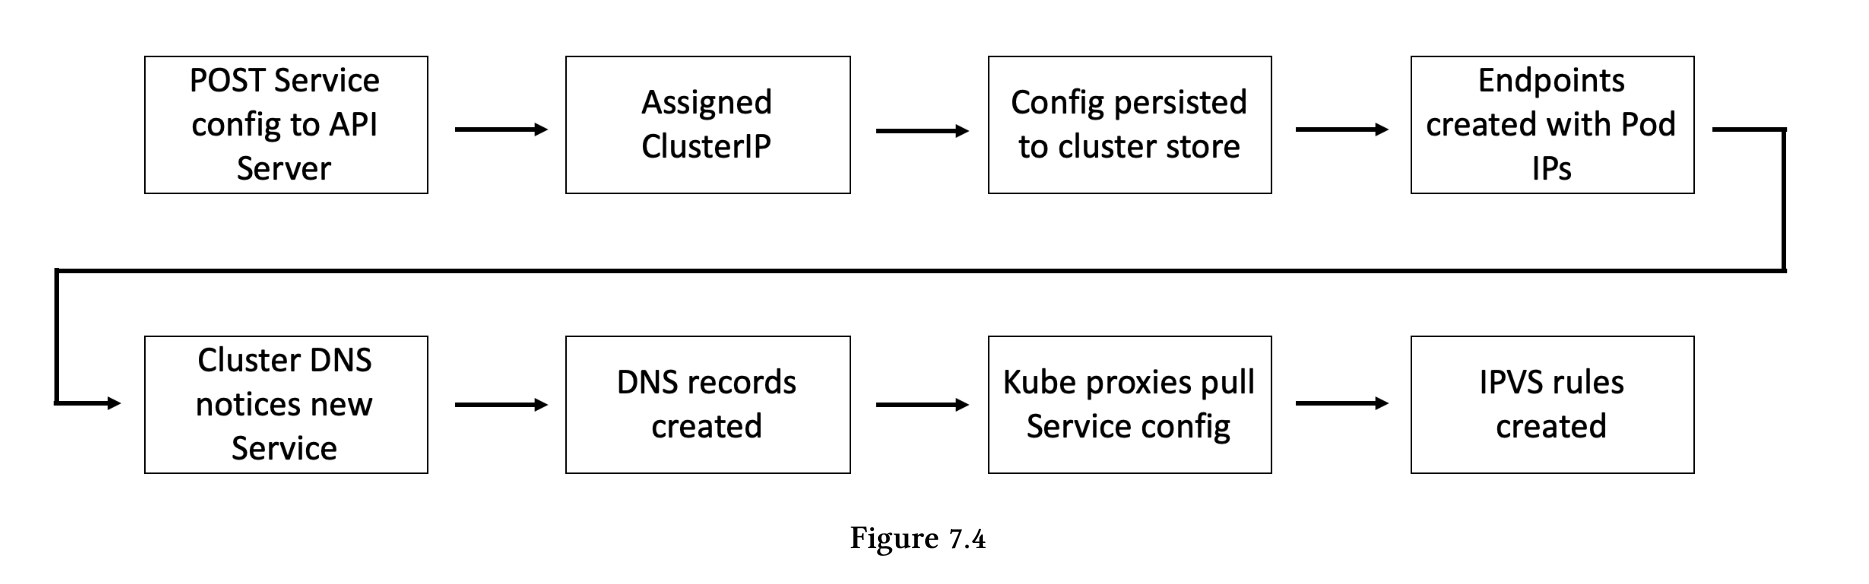 POST Service
config to API
Server
Assigned
ClusterIP
Config persisted
to cluster store
Endpoints
created with Pod
IPs
Cluster DNS
notices new
Service
DNS records
created
Kube proxies pull
Service config
IPVS rules
created
Figure 7.4